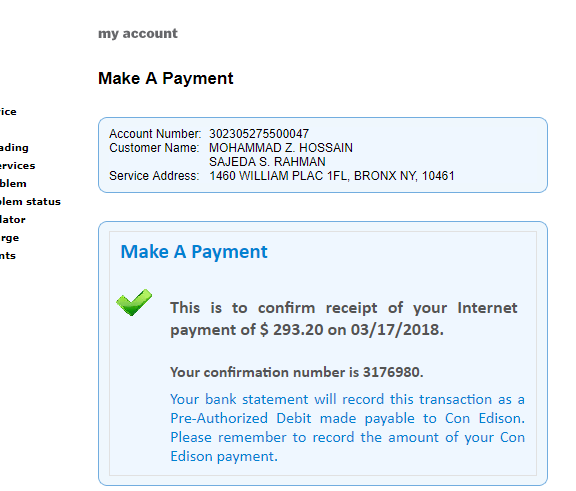 my account
Make A Payment
ice
ading
ervices
blem
blem status
lator
rge
nts
Account Number: 302305275500047
Customer Name: MOHAMMAD Z. HOSSAIN
SAJEDA S. RAHMAN
Service Address: 1460 WILLIAM PLAC 1FL, BRONX NY, 10461
Make A Payment
This is to confirm receipt of your Internet
payment of $ 293.20 on 03/17/2018.
Your confirmation number is 3176980.
Your bank statement will record this transaction as a
Pre-Authorized Debit made payable to Con Edison.
Please remember to record the amount of your Con
Edison payment.